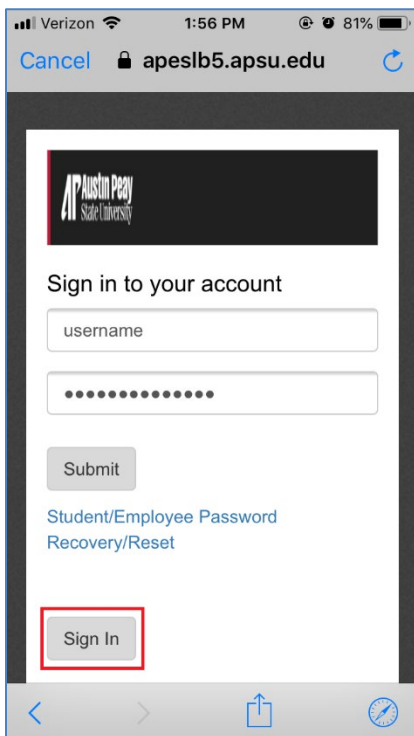 Verizon 1:56 PM 81%
Cancel apeslb5.apsu.edu
AP Austin Peay
State University
Sign in to your account
username
••••••••••••••
Submit
Student/Employee Password
Recovery/Reset
Sign In